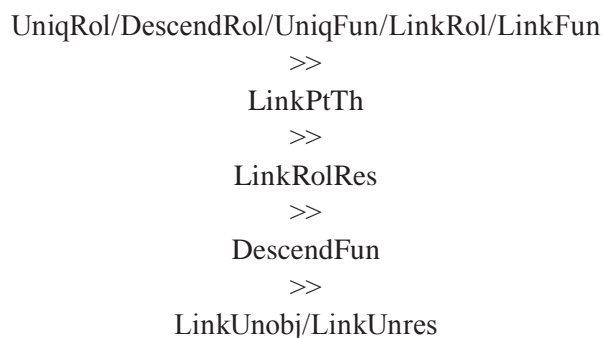 UniqRol/DescendRol/UniqFun/LinkRol/LinkFun
>>
LinkPtTh
>>
LinkRolRes
>>
DescendFun
>>
LinkUnobj/LinkUnres